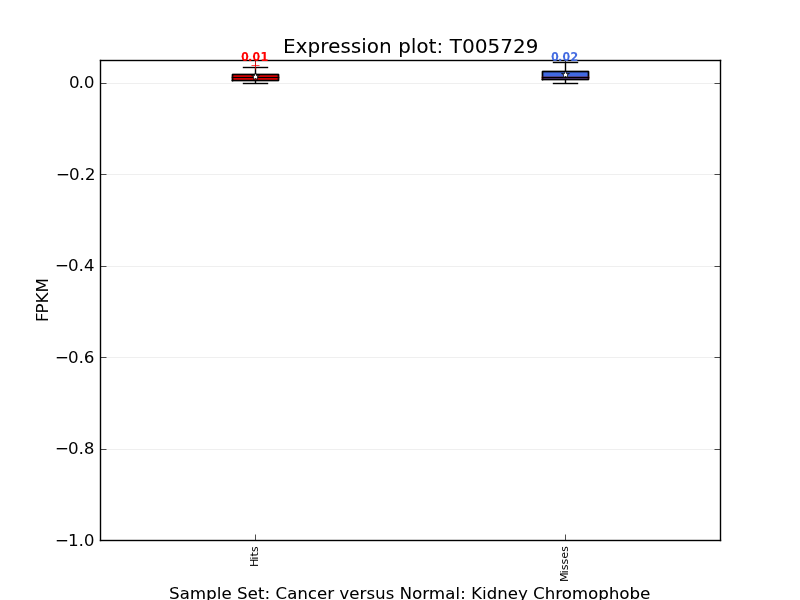 Expression plot: T005729
0.01
0.02
0.0
−0.2
−0.4
−0.6
−0.8
−1.0
FPKM
Hits
Misses
Sample Set: Cancer versus Normal: Kidney Chromophobe